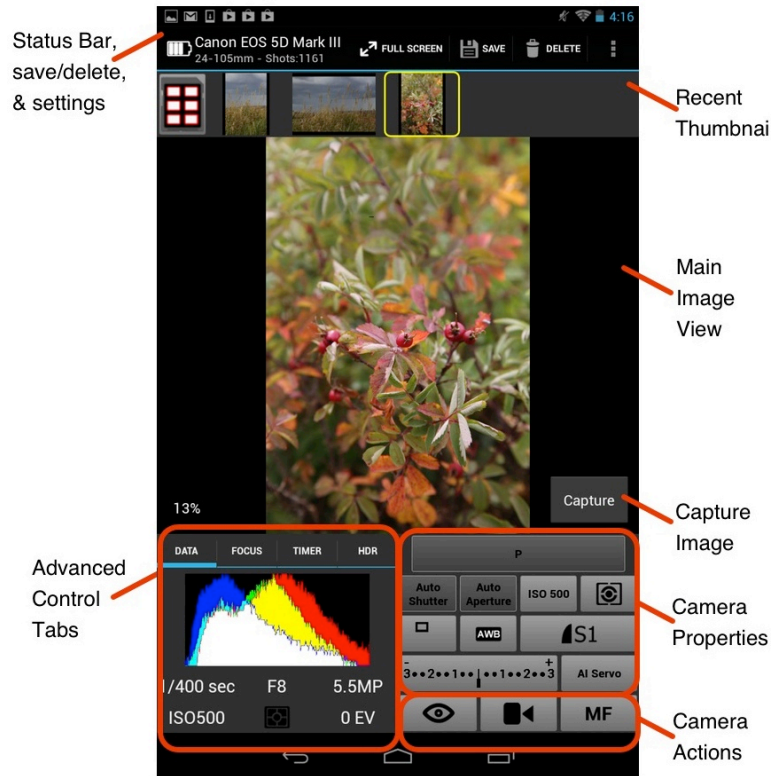 4:16
Status Bar,
save/delete,
& settings
Canon EOS 5D Mark III
24-105mm - Shots:1161
FULL SCREEN
SAVE
DELETE
Recent
Thumbnai
Main
Image
View
13%
Capture
Capture
Image
Advanced
Control
Tabs
DATA FOCUS TIMER HDR
1/400 sec F8 5.5MP
ISO500 0 EV
P
Auto
Shutter
Auto
Aperture
ISO 500
AWB
S1
- +
3••2••1••|••1••2••3
AI Servo
MF
Camera
Properties
Camera
Actions